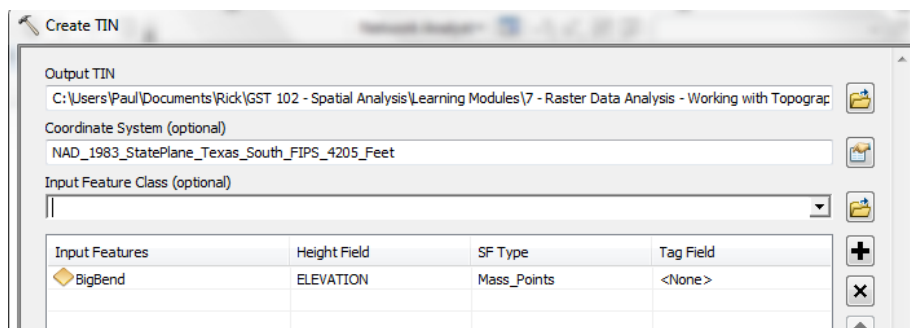 Create TIN
Output TIN
C:\Users\Paul\Documents\Rick\GST 102 - Spatial Analysis\Learning Modules\7 - Raster Data Analysis - Working with Topograp
Coordinate System (optional)
NAD_1983_StatePlane_Texas_South_FIPS_4205_Feet
Input Feature Class (optional)
Input Features Height Field SF Type Tag Field
BigBend ELEVATION Mass_Points <None>